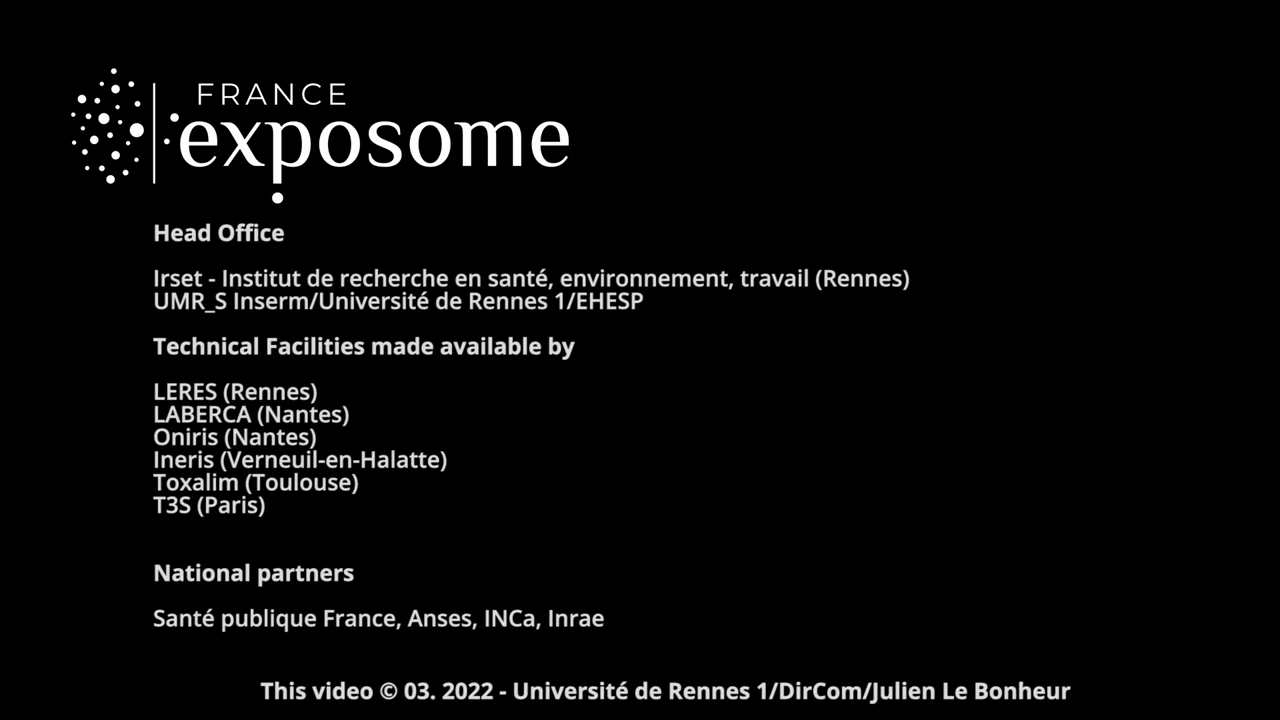 FRANCE
exposome
Head Office
Irset - Institut de recherche en santé, environnement, travail (Rennes)
UMR_S Inserm/Université de Rennes 1/EHESP
Technical Facilities made available by
LERES (Rennes)
LABERCA (Nantes)
Oniris (Nantes)
Ineris (Verneuil-en-Halatte)
Toxalim (Toulouse)
T3S (Paris)
National partners
Santé publique France, Anses, INCa, Inrae
This video © 03. 2022 - Université de Rennes 1/DirCom/Julien Le Bonheur